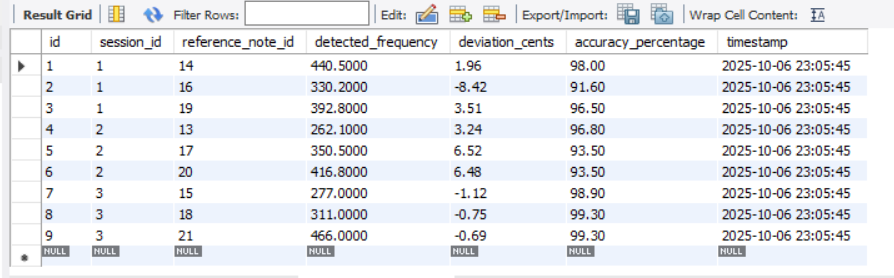 Result Grid Filter Rows: Edit: Export/Import: Wrap Cell Content: IA
id session_id reference_note_id detected_frequency deviation_cents accuracy_percentage timestamp
1 1 14 440.5000 1.96 98.00 2025-10-06 23:05:45
2 1 16 330.2000 -8.42 91.60 2025-10-06 23:05:45
3 1 19 392.8000 3.51 96.50 2025-10-06 23:05:45
4 2 13 262.1000 3.24 96.80 2025-10-06 23:05:45
5 2 17 350.5000 6.52 93.50 2025-10-06 23:05:45
6 2 20 416.8000 6.48 93.50 2025-10-06 23:05:45
7 3 15 277.0000 -1.12 98.90 2025-10-06 23:05:45
8 3 18 311.0000 -0.75 99.30 2025-10-06 23:05:45
9 3 21 466.0000 -0.69 99.30 2025-10-06 23:05:45
NULL NULL NULL NULL NULL NULL NULL